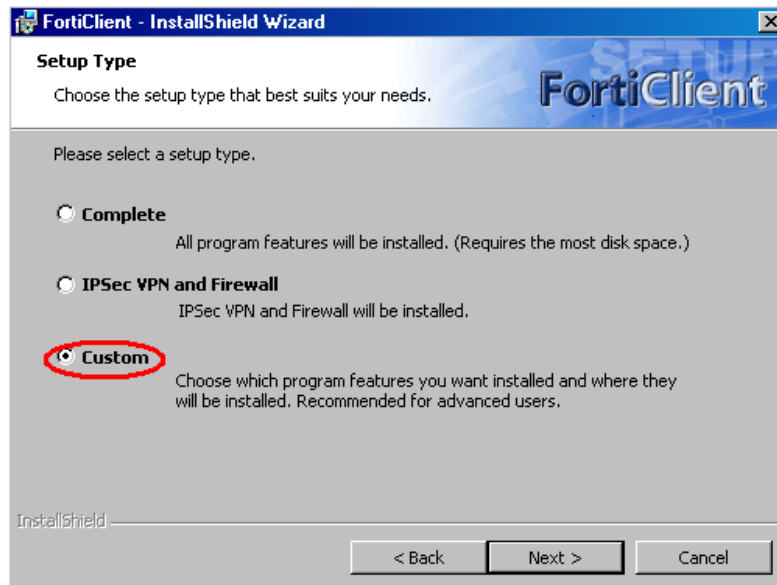 FortiClient - InstallShield Wizard
Setup Type
Choose the setup type that best suits your needs.
SETUP
FortiClient
Please select a setup type.
Complete
All program features will be installed. (Requires the most disk space.)
IPSec VPN and Firewall
IPSec VPN and Firewall will be installed.
Custom
Choose which program features you want installed and where they
will be installed. Recommended for advanced users.
InstallShield
< Back
Next >
Cancel